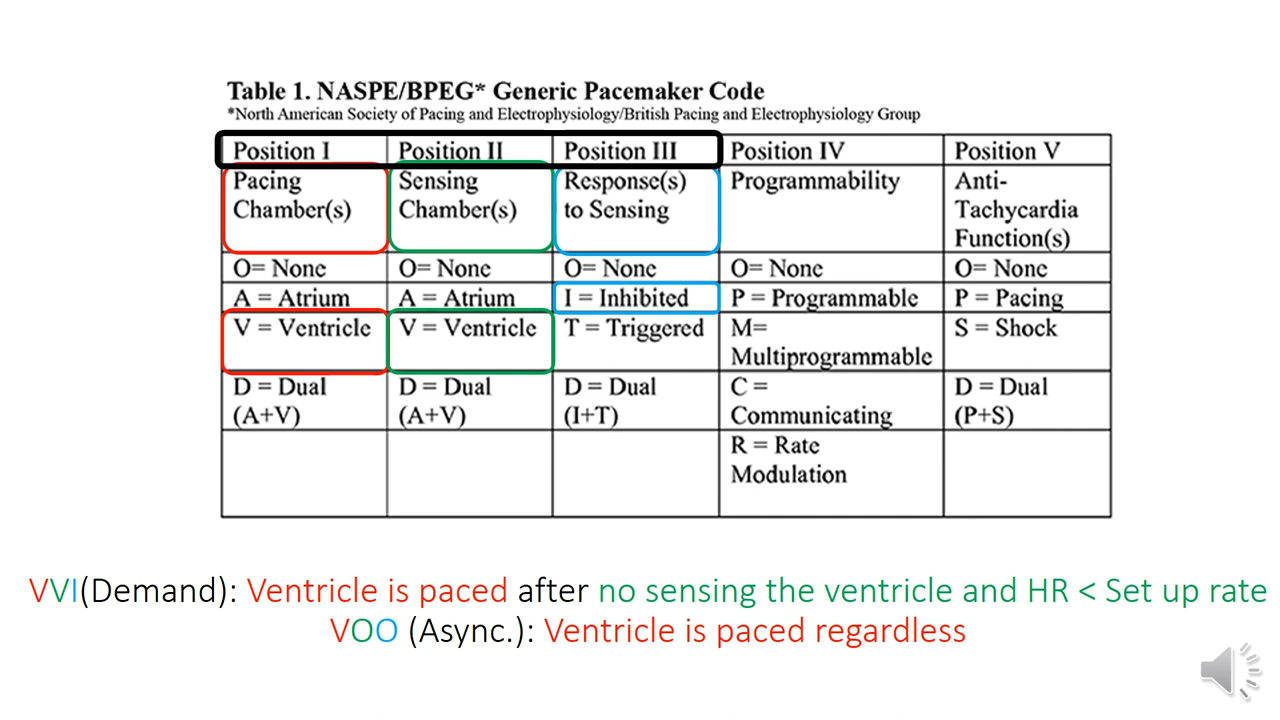 Table 1. NASPE/BPEG* Generic Pacemaker Code
*North American Society of Pacing and Electrophysiology/British Pacing and Electrophysiology Group
Position I Position II Position III Position IV Position V
Pacing Sensing Response(s) Programmability Anti-
Chamber(s) Chamber(s) to Sensing Tachycardia
Function(s)
O= None O= None O= None O= None O= None
A = Atrium A = Atrium I = Inhibited P = Programmable P = Pacing
V = Ventricle V = Ventricle T = Triggered M= S = Shock
Multiprogrammable
D = Dual D = Dual D = Dual C = D = Dual
(A+V) (A+V) (I+T) Communicating (P+S)
R = Rate
Modulation
VVI(Demand): Ventricle is paced after no sensing the ventricle and HR < Set up rate
VOO (Async.): Ventricle is paced regardless